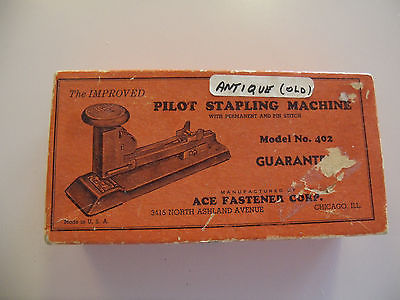 ANTIQUE (OLD)
The IMPROVED
PILOT STAPLING MACHINE
WITH PERMANENT AND PIN STITCH
Model No. 402
MANUFACTURED BY
ACE FASTENER CORP.
3415 NORTH ASHLAND AVENUE CHICAGO, ILL.
Made in U. S. A.